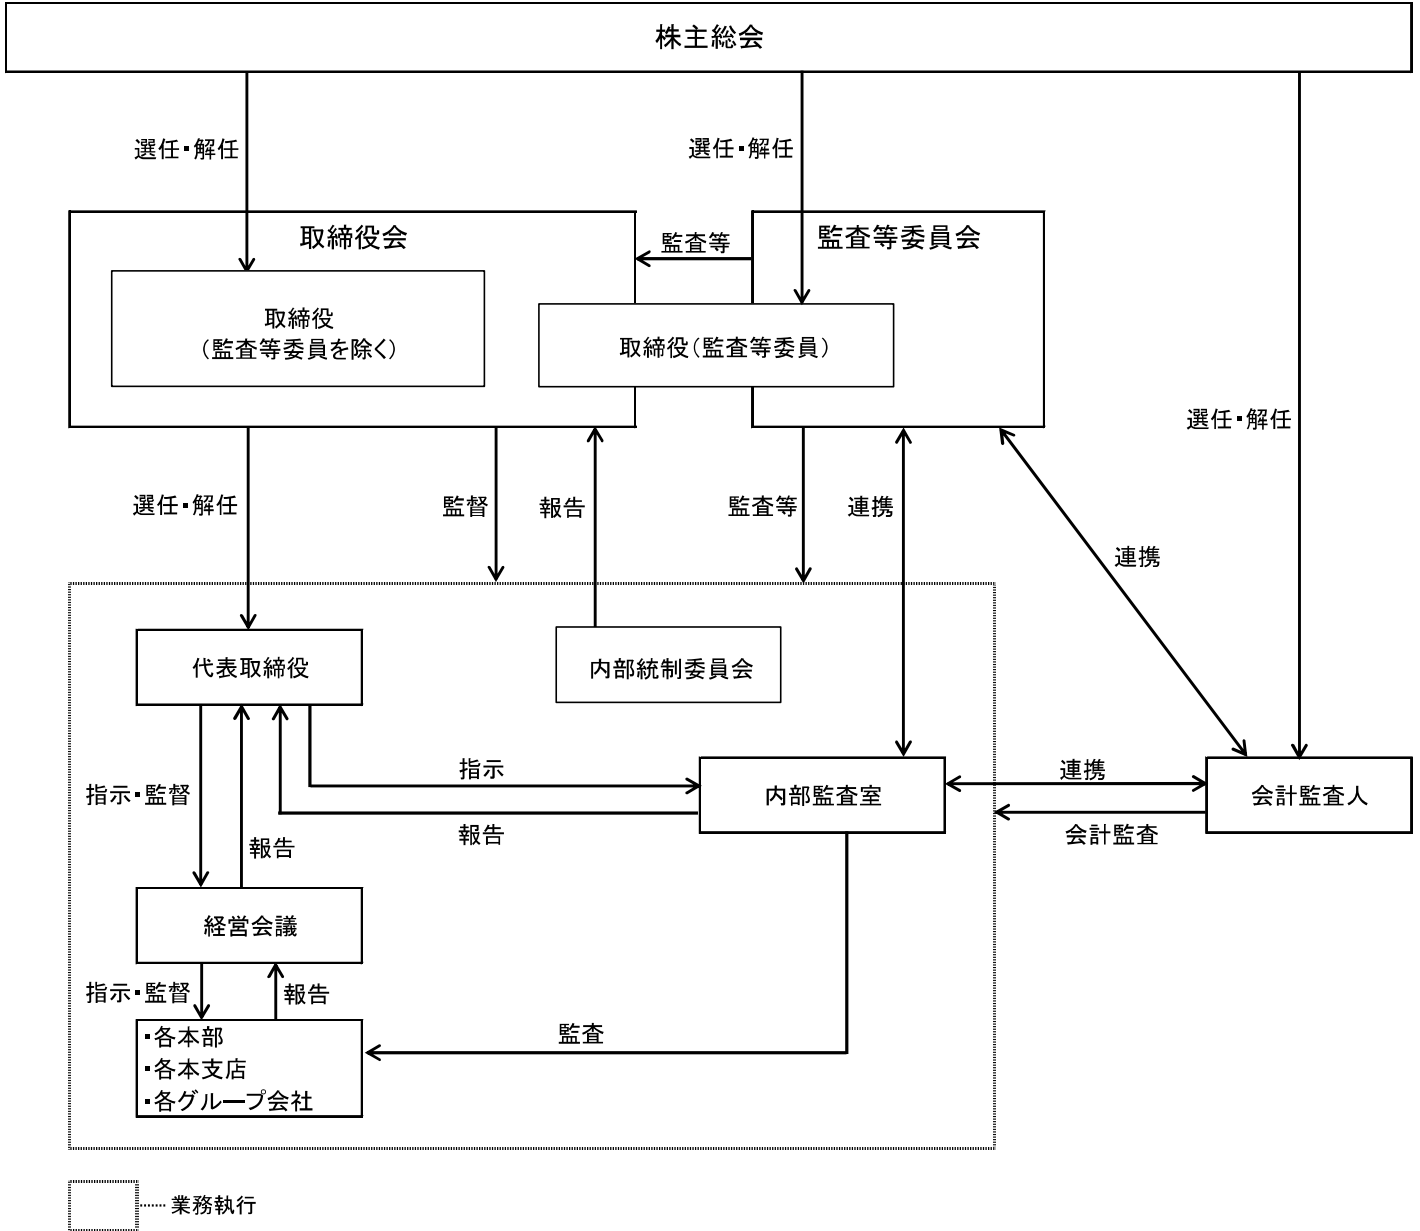 株主総会
選任・解任
選任・解任
取締役会
監査等
監査等委員会
取締役
（監査等委員を除く）
取締役（監査等委員）
選任・解任
選任・解任
監督
報告
監査等
連携
連携
代表取締役
内部統制委員会
指示
連携
指示・監督
内部監査室
会計監査人
報告
報告
会計監査
経営会議
指示・監督
報告
・各本部
・各本支店
・各グループ会社
監査
業務執行